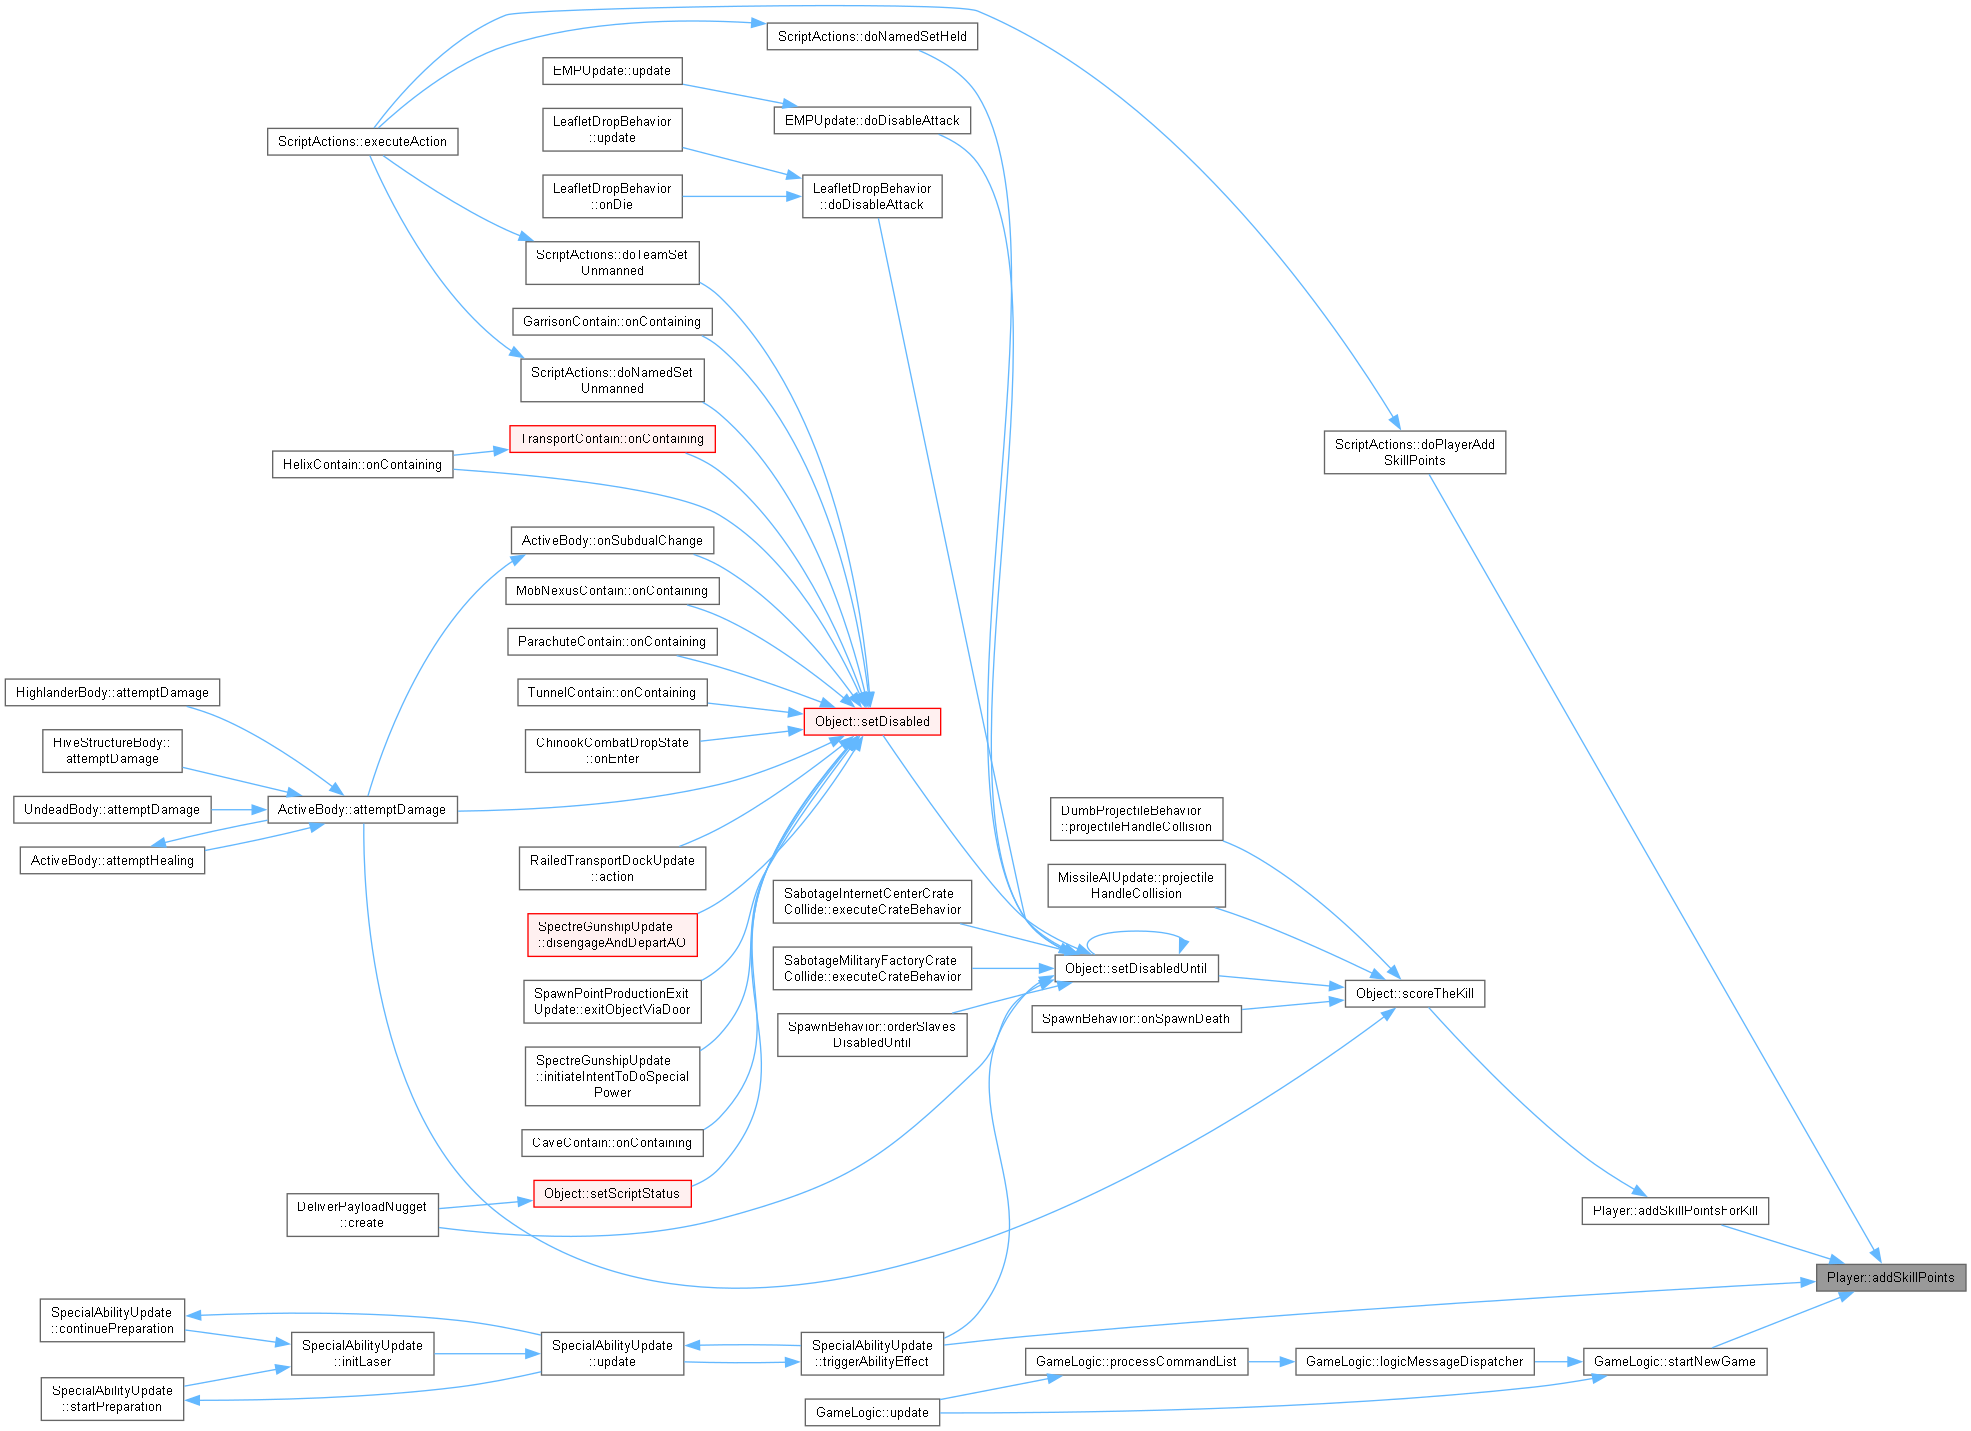 ScriptActions::doNamedSetHeld
EMPUpdate::update
EMPUpdate::doDisableAttack
LeafletDropBehavior
::update
ScriptActions::executeAction
LeafletDropBehavior
::onDie
LeafletDropBehavior
::doDisableAttack
ScriptActions::doTeamSet
Unmanned
GarrisonContain::onContaining
ScriptActions::doNamedSet
Unmanned
TransportContain::onContaining
ScriptActions::doPlayerAdd
SkillPoints
HelixContain::onContaining
ActiveBody::onSubdualChange
MobNexusContain::onContaining
ParachuteContain::onContaining
HighlanderBody::attemptDamage
TunnelContain::onContaining
Object::setDisabled
HiveStructureBody::
attemptDamage
ChinookCombatDropState
::onEnter
UndeadBody::attemptDamage
ActiveBody::attemptDamage
DumbProjectileBehavior
::projectileHandleCollision
ActiveBody::attemptHealing
RailedTransportDockUpdate
::action
MissileAIUpdate::projectile
HandleCollision
SabotageInternetCenterCrate
Collide::executeCrateBehavior
SpectreGunshipUpdate
::disengageAndDepartAO
SabotageMilitaryFactoryCrate
Collide::executeCrateBehavior
Object::setDisabledUntil
Object::scoreTheKill
SpawnPointProductionExit
Update::exitObjectViaDoor
SpawnBehavior::onSpawnDeath
SpawnBehavior::orderSlaves
DisabledUntil
SpectreGunshipUpdate
::initiateIntentToDoSpecial
Power
CaveContain::onContaining
Object::setScriptStatus
DeliverPayloadNugget
::create
Player::addSkillPointsForKill
Player::addSkillPoints
SpecialAbilityUpdate
::continuePreparation
SpecialAbilityUpdate
::initLaser
SpecialAbilityUpdate
::update
SpecialAbilityUpdate
::triggerAbilityEffect
GameLogic::processCommandList
GameLogic::logicMessageDispatcher
GameLogic::startNewGame
SpecialAbilityUpdate
::startPreparation
GameLogic::update